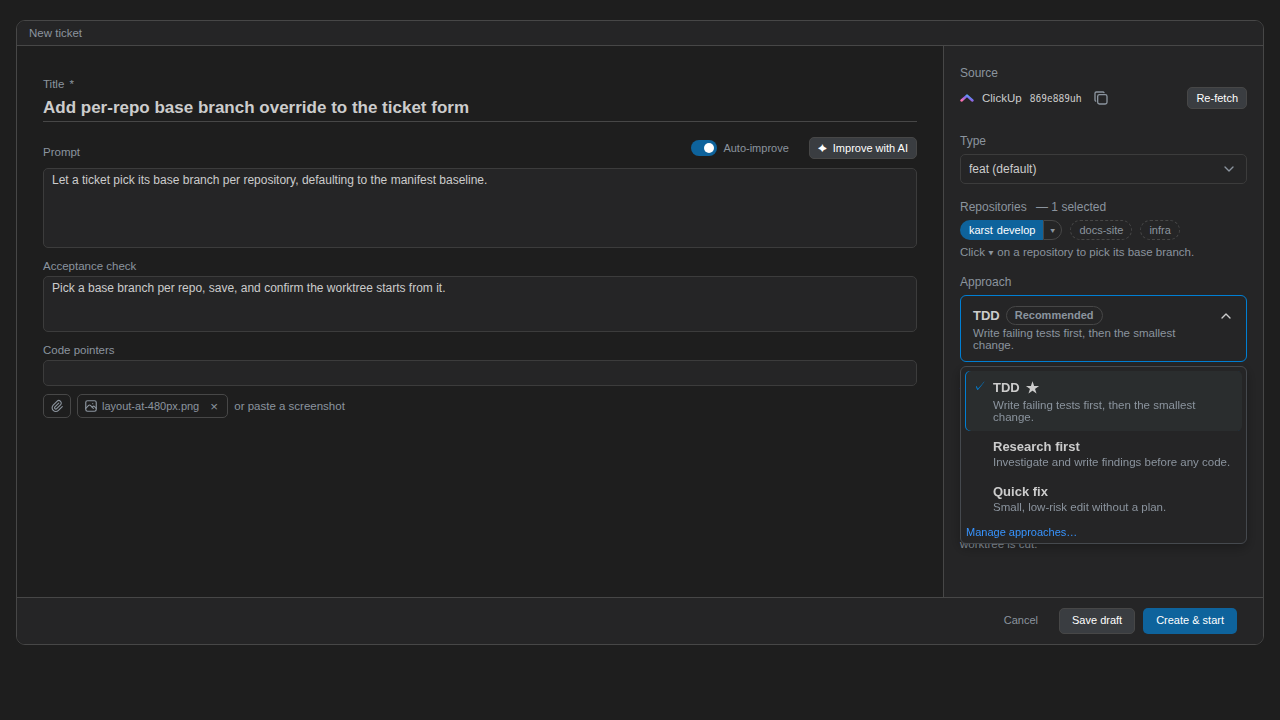 New ticket
Title *
Add per-repo base branch override to the ticket form
Prompt
Auto-improve
Improve with AI
Let a ticket pick its base branch per repository, defaulting to the manifest baseline.
Acceptance check
Pick a base branch per repo, save, and confirm the worktree starts from it.
Code pointers
layout-at-480px.png ×
or paste a screenshot
Source
ClickUp 869e889uh
Re-fetch
Type
feat (default)
Repositories — 1 selected
karst develop ▾
docs-site
infra
Click ▾ on a repository to pick its base branch.
Approach
TDD Recommended
Write failing tests first, then the smallest
change.
✓ TDD ★
Write failing tests first, then the smallest
change.
Research first
Investigate and write findings before any code.
Quick fix
Small, low-risk edit without a plan.
Manage approaches…
worktree is cut.
Cancel
Save draft
Create & start